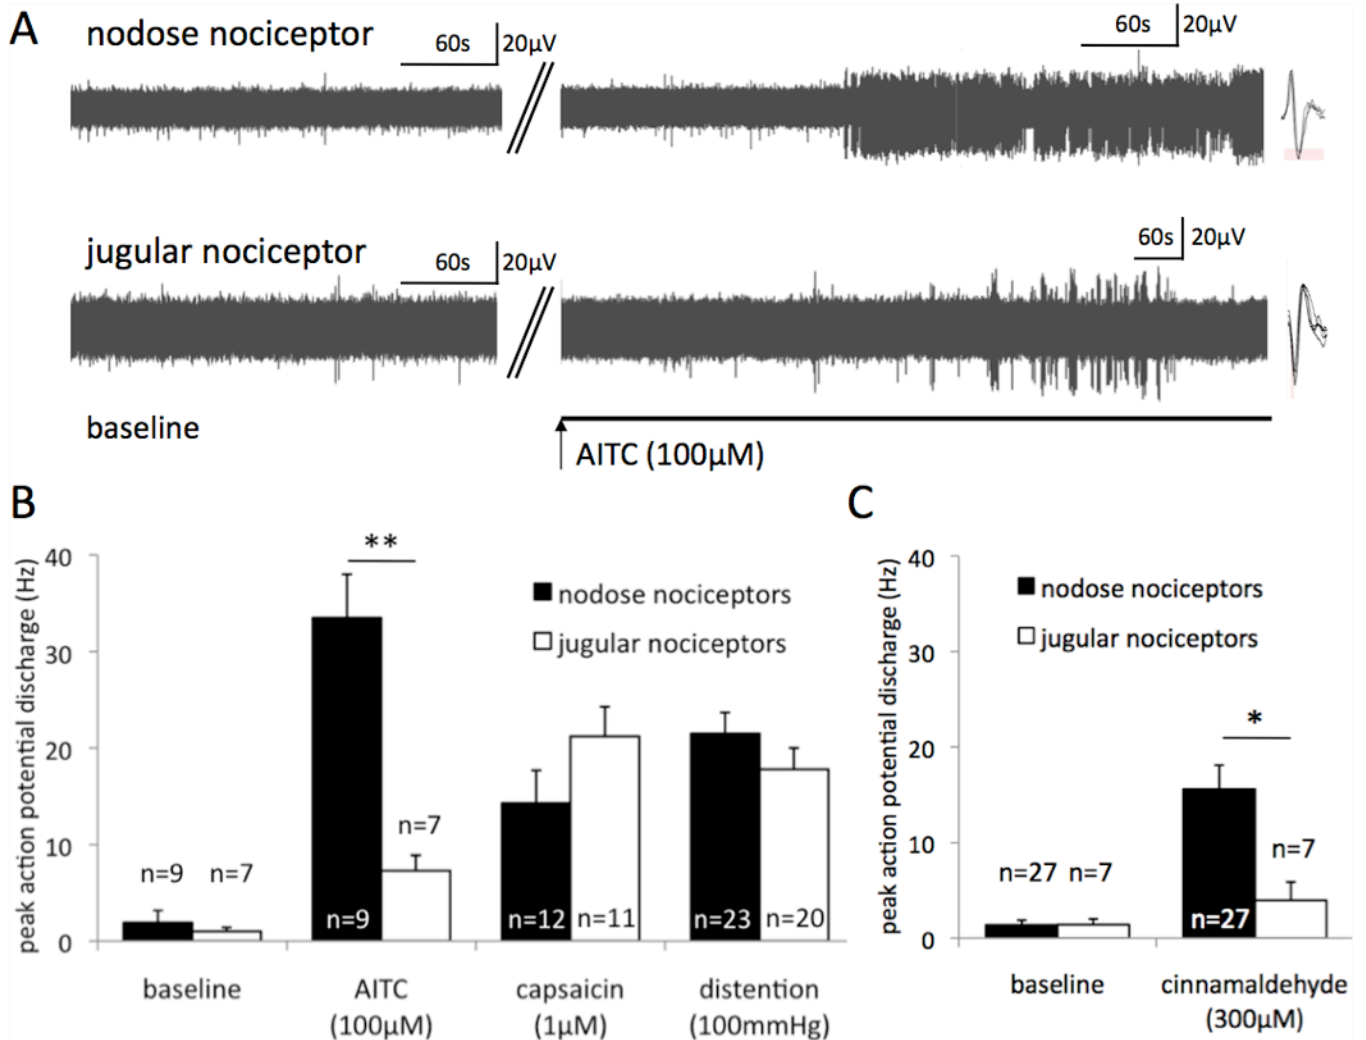 A
nodose nociceptor
60s 20µV
60s 20µV
jugular nociceptor
60s 20µV
60s 20µV
baseline
AITC (100µM)
B
peak action potential discharge (Hz)
40
30
20
10
0
**
nodose nociceptors
jugular nociceptors
n=9 n=7
n=9
n=7
n=12 n=11
n=23 n=20
baseline
AITC
(100µM)
capsaicin
(1µM)
distention
(100mmHg)
C
peak action potential discharge (Hz)
40
30
20
10
0
nodose nociceptors
jugular nociceptors
*
n=27 n=7
n=27
n=7
baseline
cinnamaldehyde
(300µM)